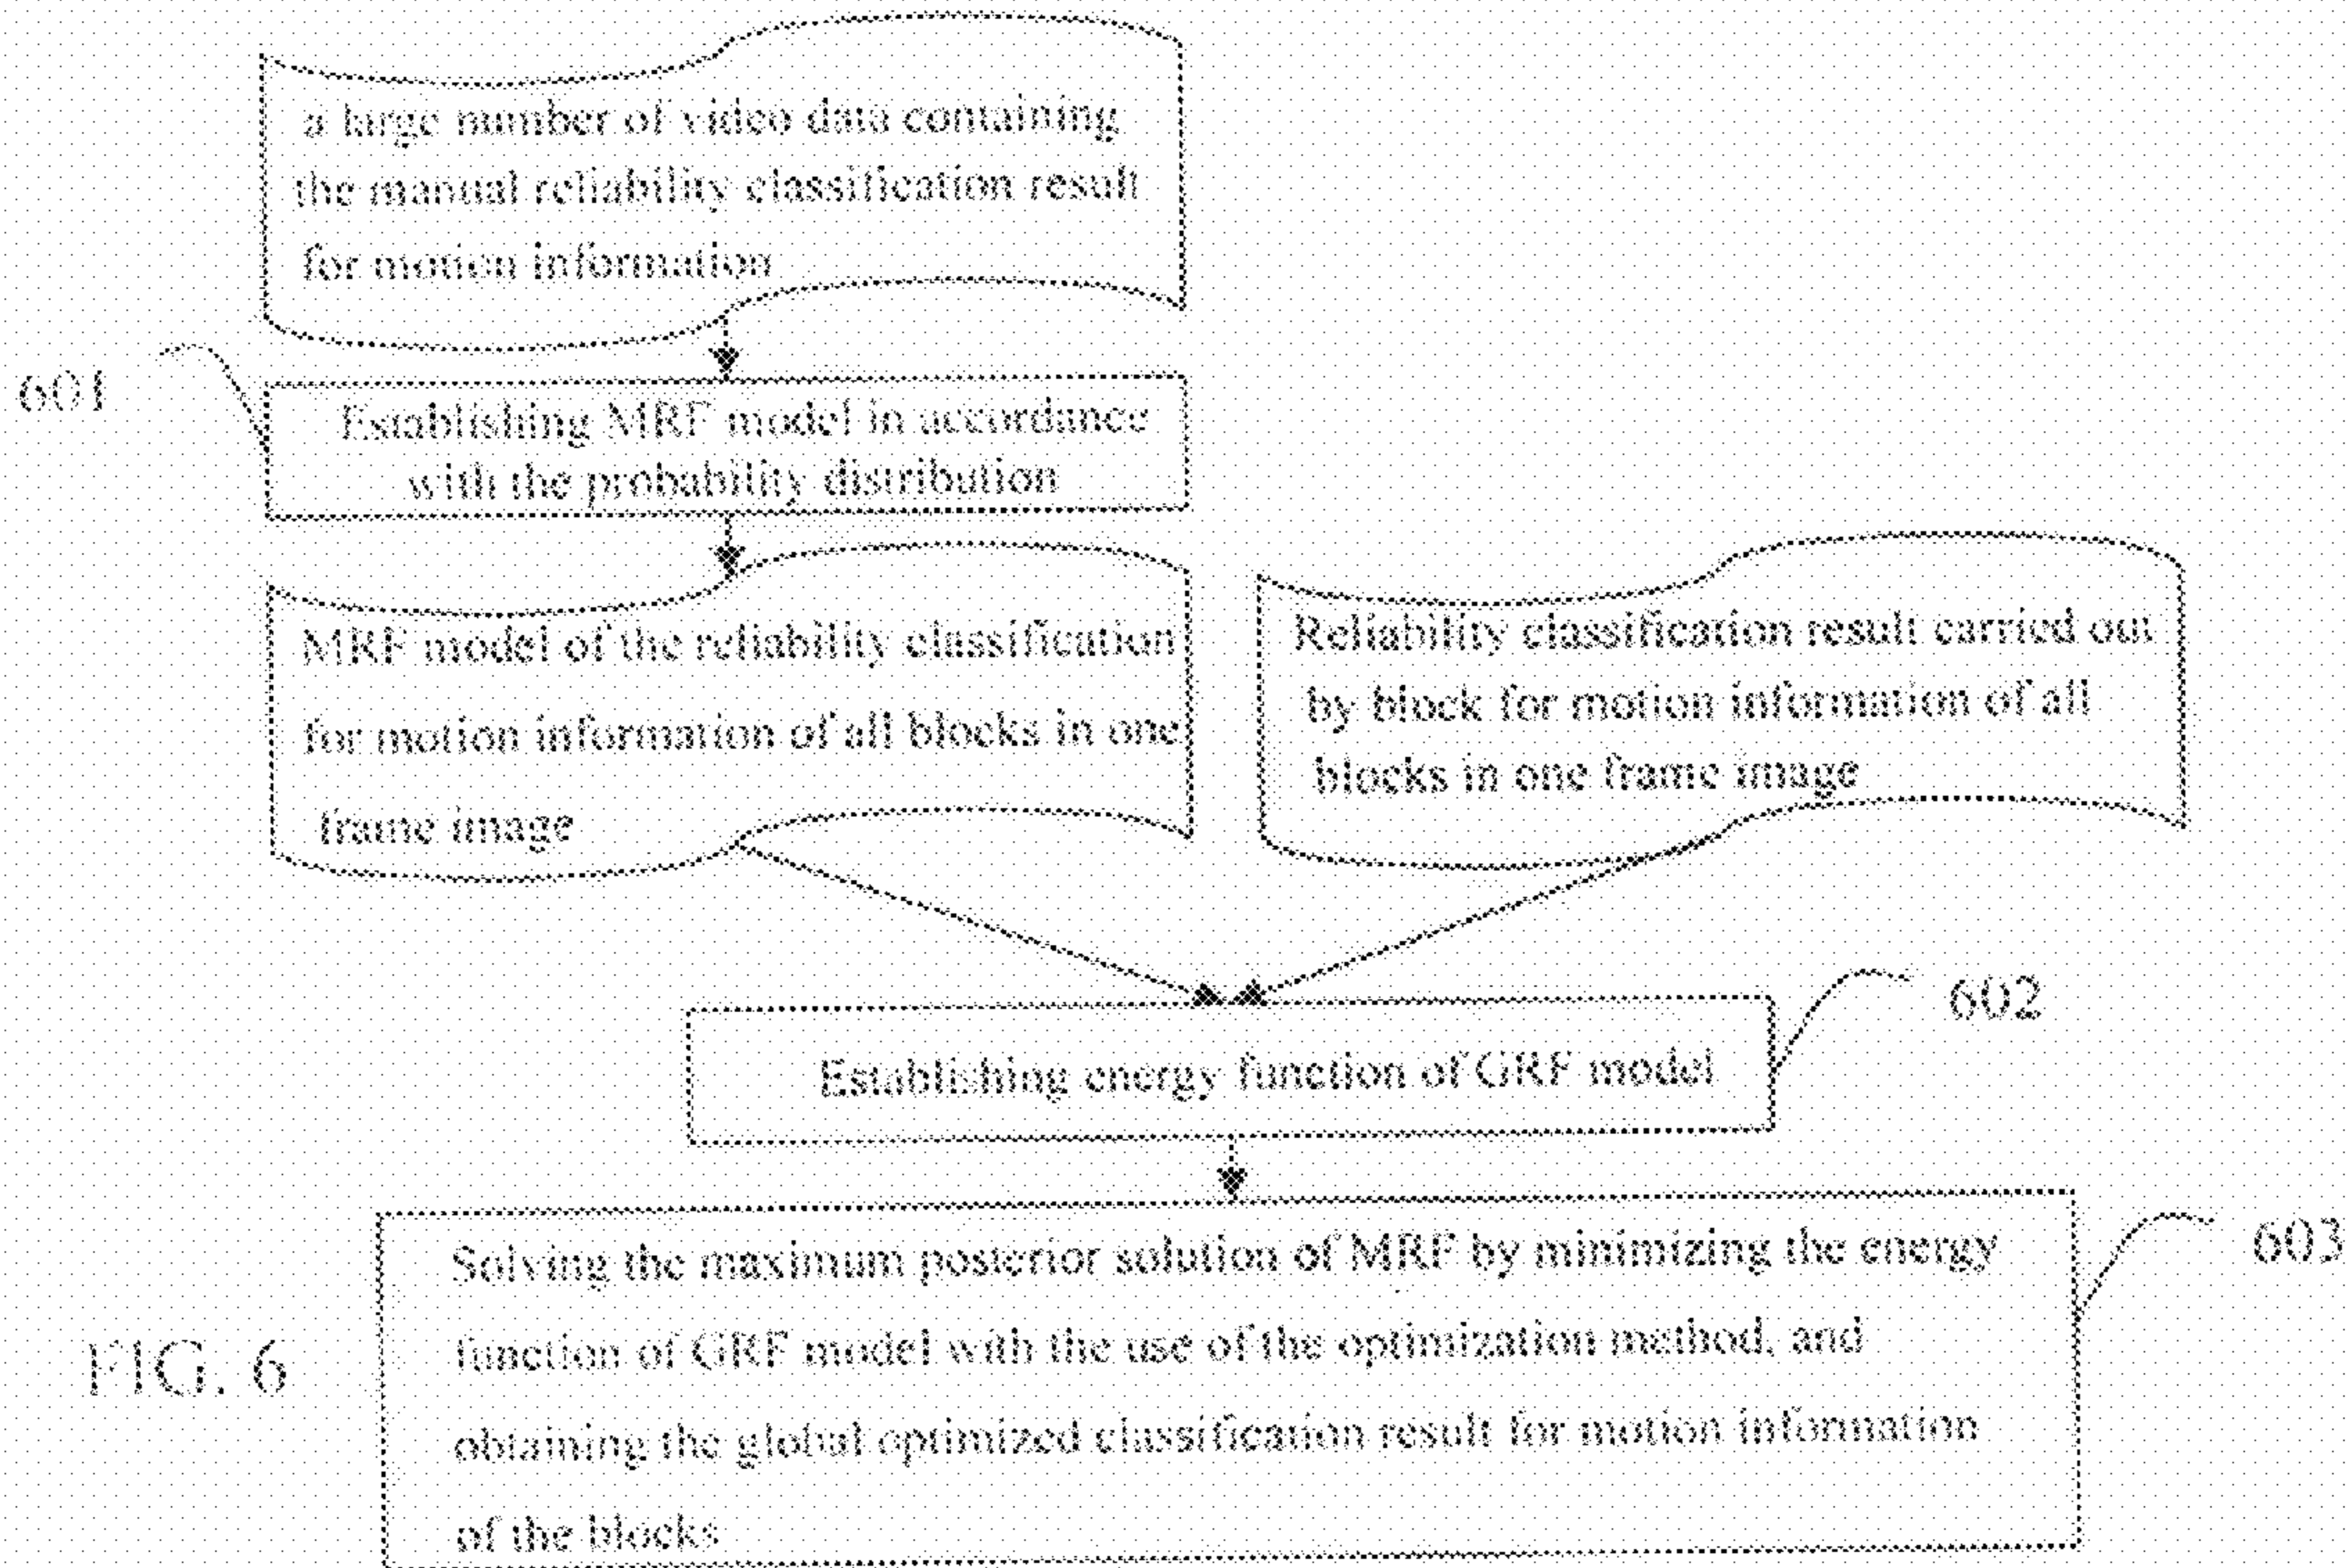 a large number of video data containing
the manual reliability classification result
for motion information
601
Establishing MRF model in accordance
with the probability distribution
MRF model of the reliability classification
for motion information of all blocks in one
frame image
Reliability classification result carried out
by block for motion information of all
blocks in one frame image
602
Establishing energy function of GRF model
603
Solving the maximum posterior solution of MRF by minimizing the energy
function of GRF model with the use of the optimization method, and
obtaining the global optimized classification result for motion information
of the blocks
FIG. 6